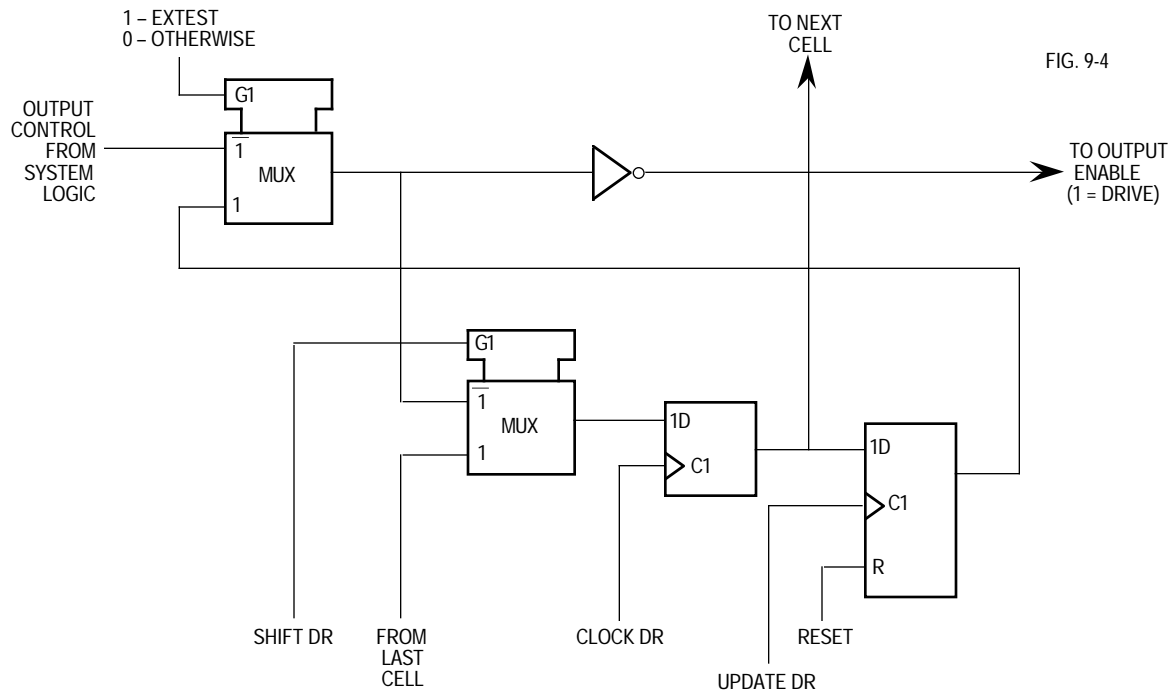 1 – EXTEST
0 – OTHERWISE
TO NEXT
CELL
FIG. 9-4
G1
OUTPUT
CONTROL
FROM
SYSTEM
LOGIC
1
MUX
1
TO OUTPUT
ENABLE
(1 = DRIVE)
G1
1
MUX
1
1D
C1
1D
C1
R
SHIFT DR
FROM
LAST
CELL
CLOCK DR
RESET
UPDATE DR